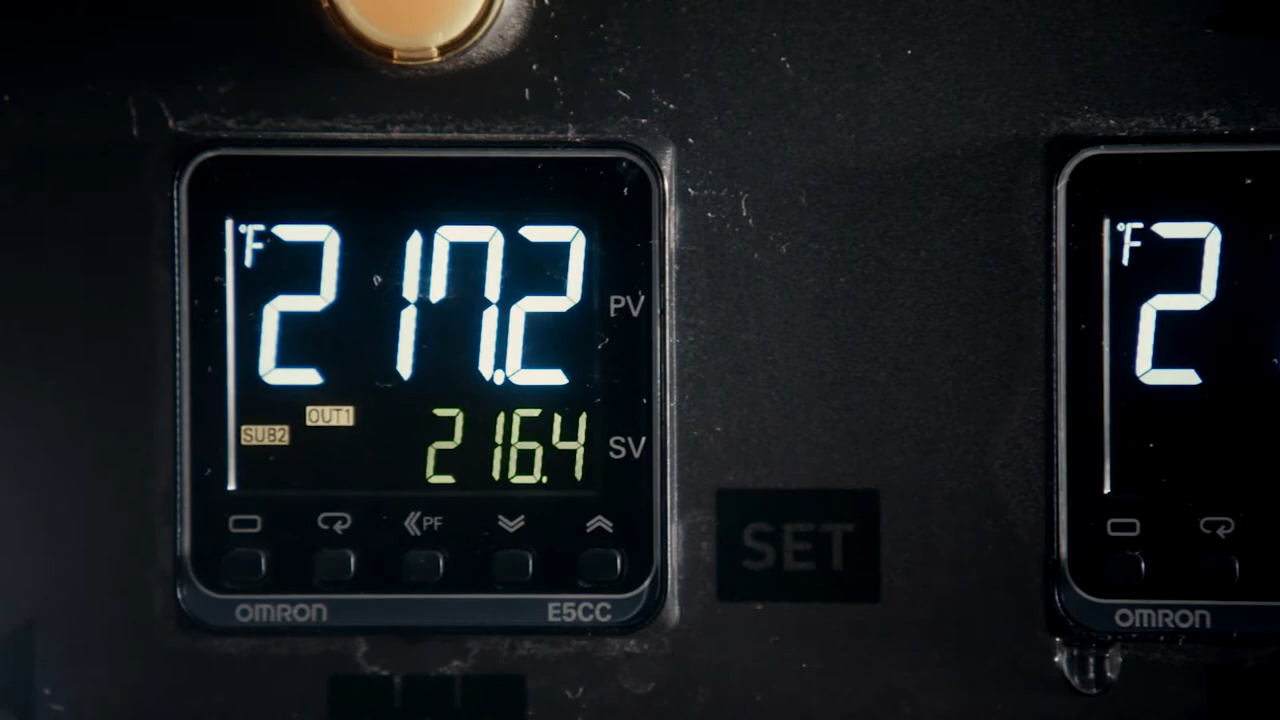 °F 217.2 PV
OUT1
SUB2
216.4 SV
PF
OMRON E5CC
SET
°F 2
OMRON